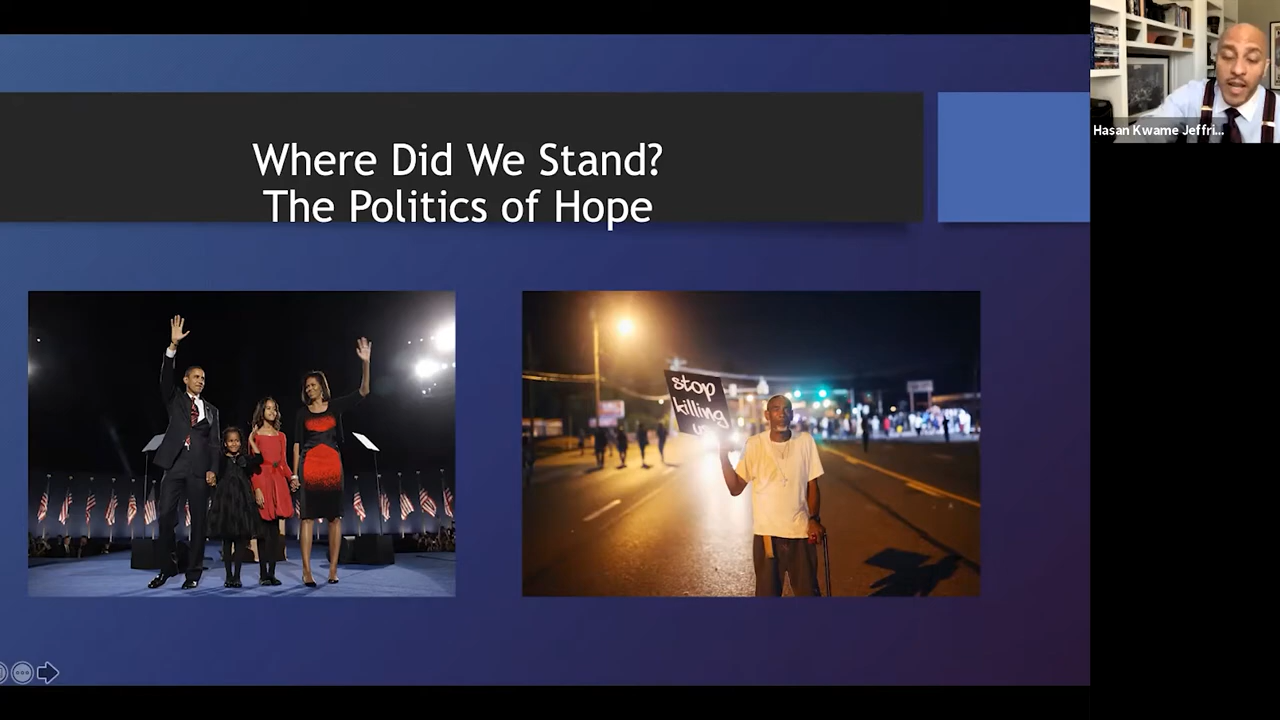 Where Did We Stand?
The Politics of Hope
Hasan Kwame Jeffri...
stop
killing